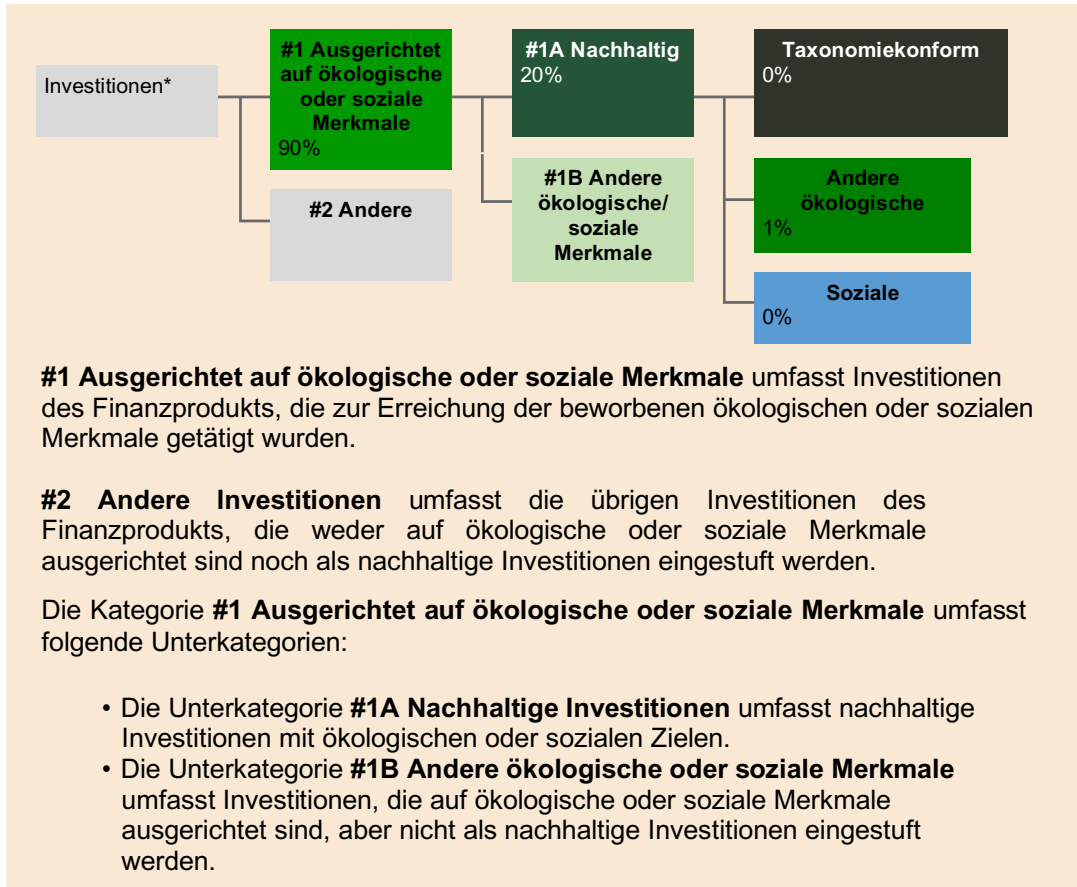 Investitionen*
#1 Ausgerichtet
auf ökologische
oder soziale
Merkmale
90%
#2 Andere
#1A Nachhaltig
20%
#1B Andere
ökologische/
soziale
Merkmale
Taxonomiekonform
0%
Andere
ökologische
1%
Soziale
0%
#1 Ausgerichtet auf ökologische oder soziale Merkmale umfasst Investitionen
des Finanzprodukts, die zur Erreichung der beworbenen ökologischen oder sozialen
Merkmale getätigt wurden.
#2 Andere Investitionen umfasst die übrigen Investitionen des
Finanzprodukts, die weder auf ökologische oder soziale Merkmale
ausgerichtet sind noch als nachhaltige Investitionen eingestuft werden.
Die Kategorie #1 Ausgerichtet auf ökologische oder soziale Merkmale umfasst
folgende Unterkategorien:
• Die Unterkategorie #1A Nachhaltige Investitionen umfasst nachhaltige
Investitionen mit ökologischen oder sozialen Zielen.
• Die Unterkategorie #1B Andere ökologische oder soziale Merkmale
umfasst Investitionen, die auf ökologische oder soziale Merkmale
ausgerichtet sind, aber nicht als nachhaltige Investitionen eingestuft
werden.